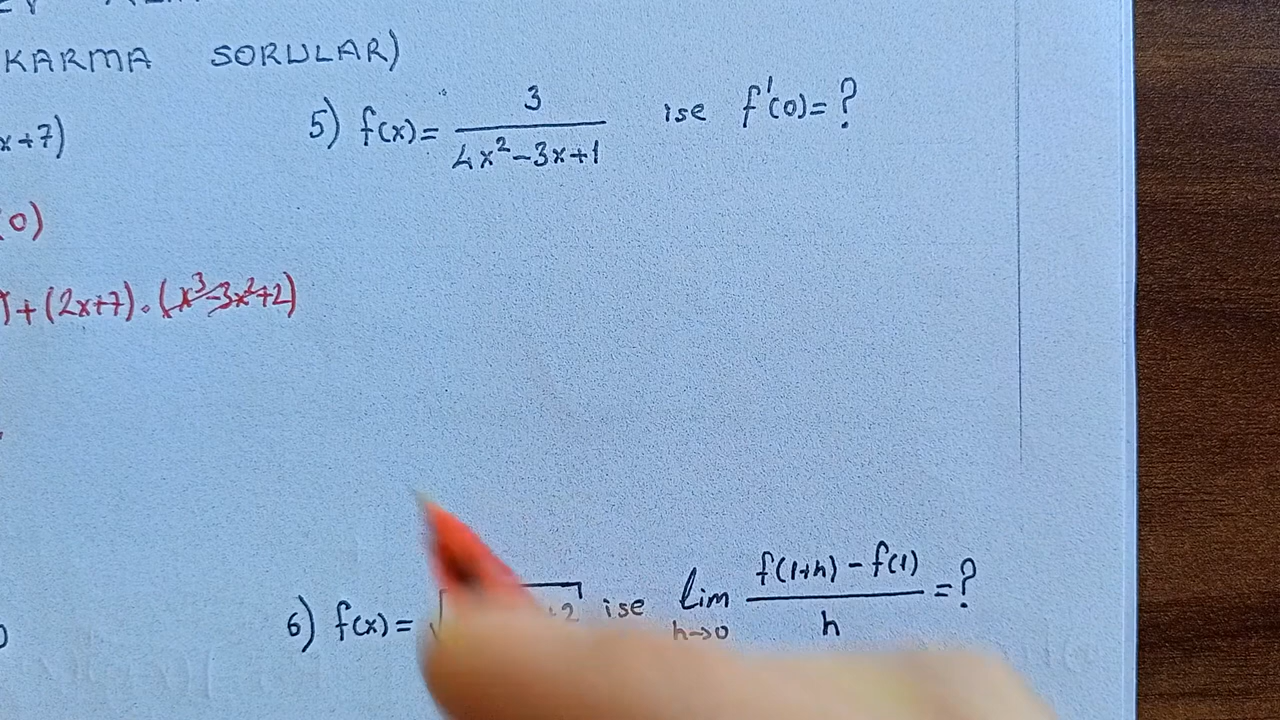 KARMA SORULAR)
x+7)
5) f(x)= 3/(4x²-3x+1) ise f'(0)=?
(0)
)+(2x+7).(x³-3x²+2)
6) f(x)= √ +2 ise lim h→0 (f(1+h)-f(1))/h =?